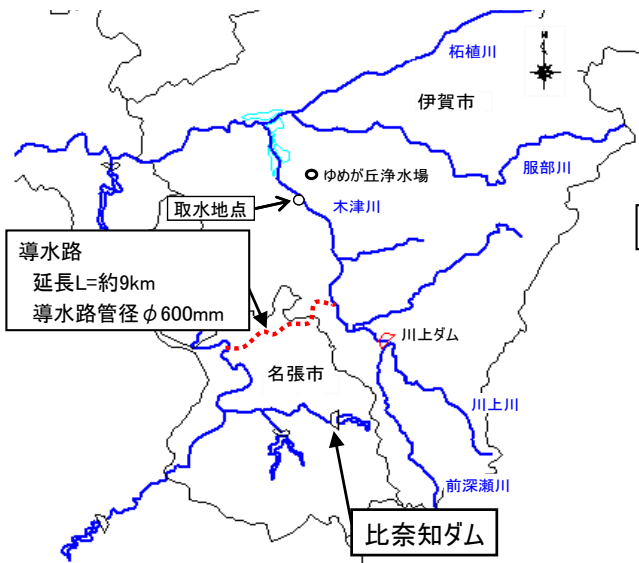 N
柘植川
伊賀市
服部川
ゆめが丘浄水場
取水地点
木津川
導水路
延長L=約9km
導水路管径φ600mm
川上ダム
名張市
川上川
前深瀬川
比奈知ダム